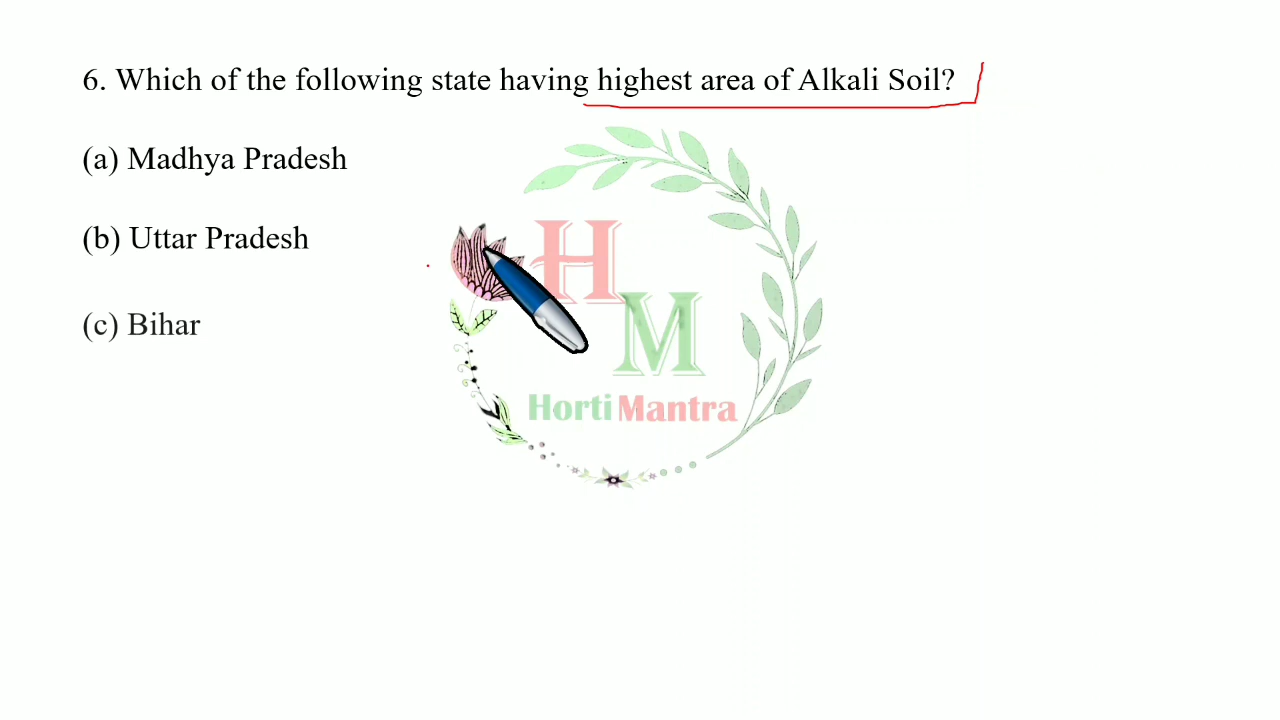 6. Which of the following state having highest area of Alkali Soil?
(a) Madhya Pradesh
(b) Uttar Pradesh
(c) Bihar
H
M
HortiMantra